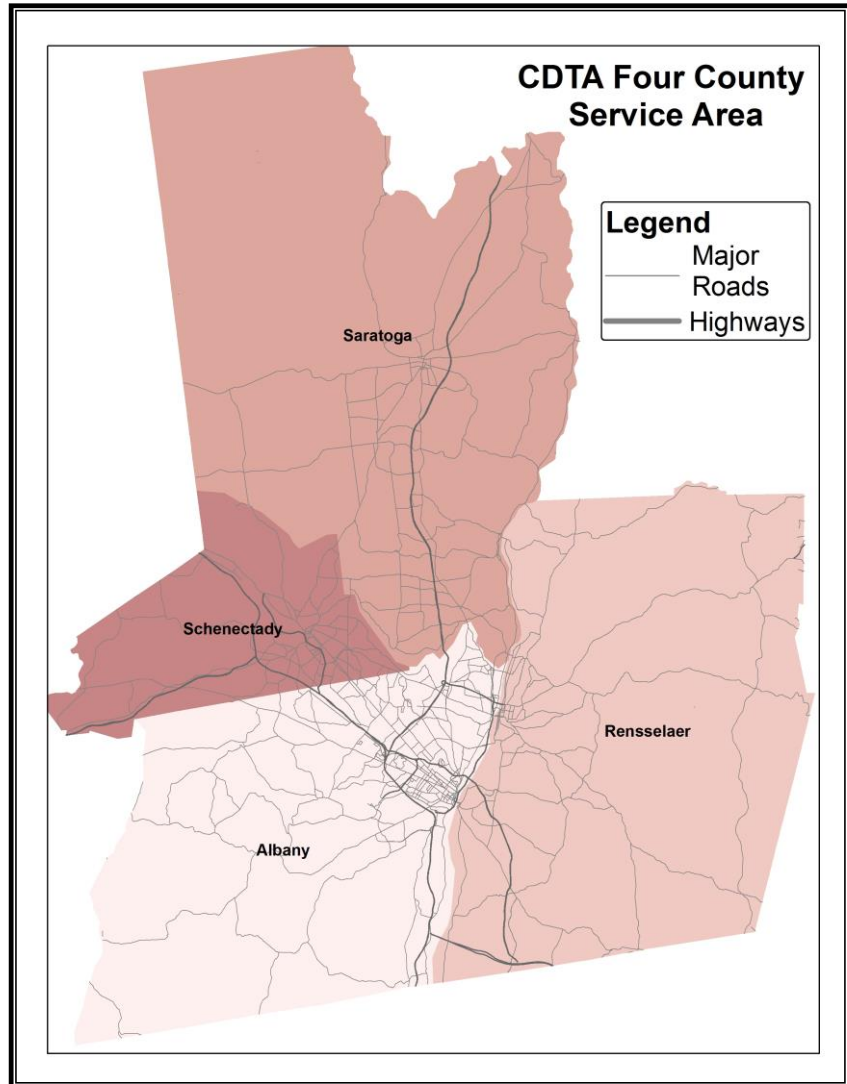 CDTA Four County
Service Area
Legend
Major
Roads
Highways
Saratoga
Schenectady
Rensselaer
Albany